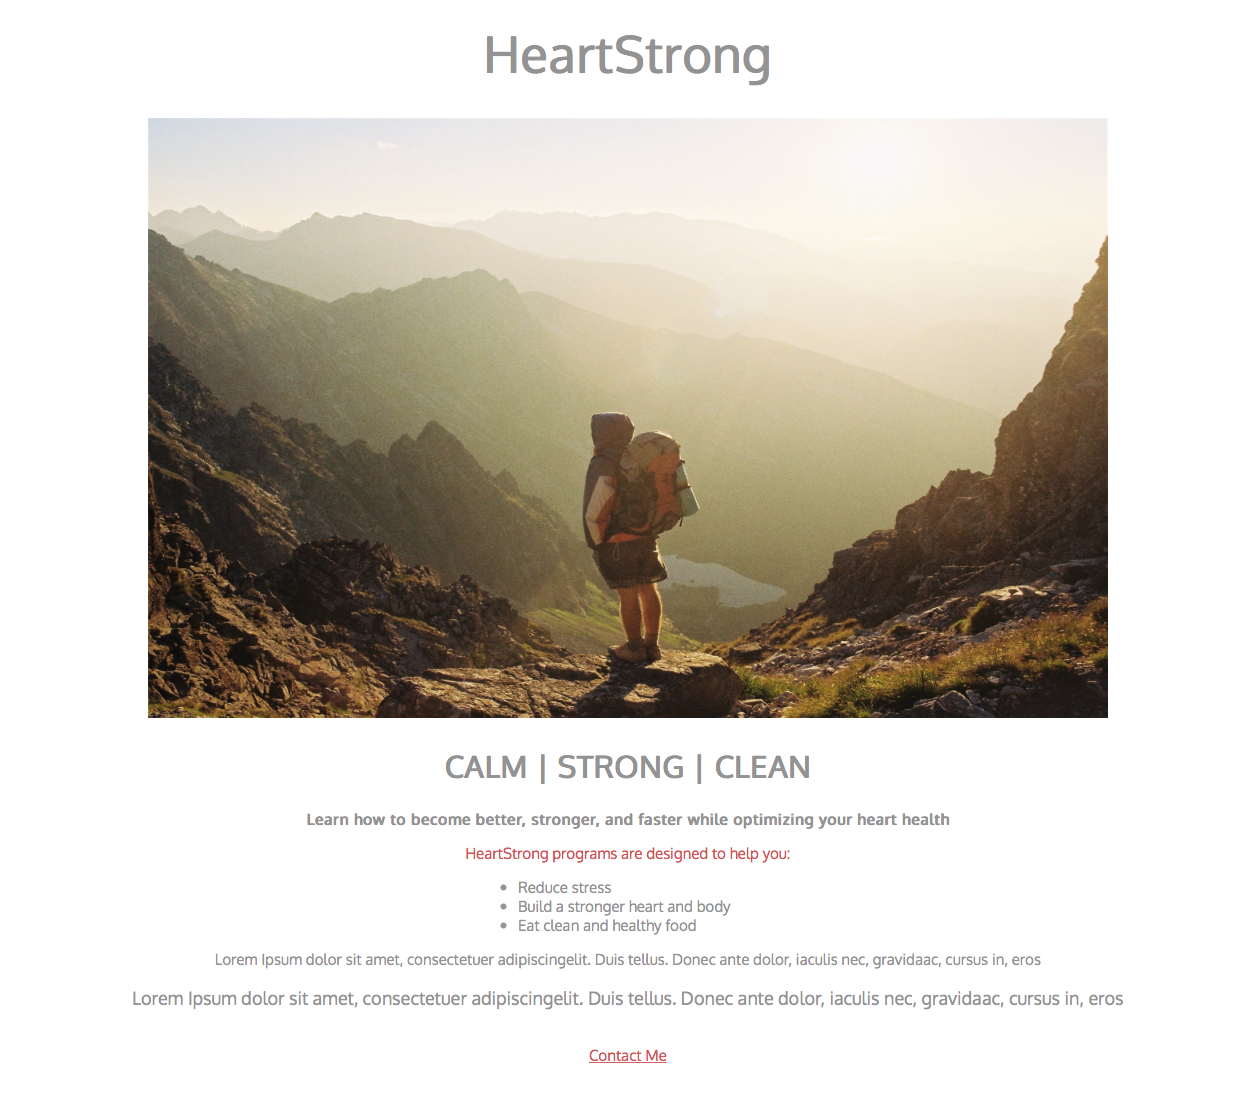 HeartStrong
CALM | STRONG | CLEAN
Learn how to become better, stronger, and faster while optimizing your heart health
HeartStrong programs are designed to help you:
• Reduce stress
• Build a stronger heart and body
• Eat clean and healthy food
Lorem Ipsum dolor sit amet, consectetuer adipiscingelit. Duis tellus. Donec ante dolor, iaculis nec, gravidaac, cursus in, eros
Lorem Ipsum dolor sit amet, consectetuer adipiscingelit. Duis tellus. Donec ante dolor, iaculis nec, gravidaac, cursus in, eros
Contact Me